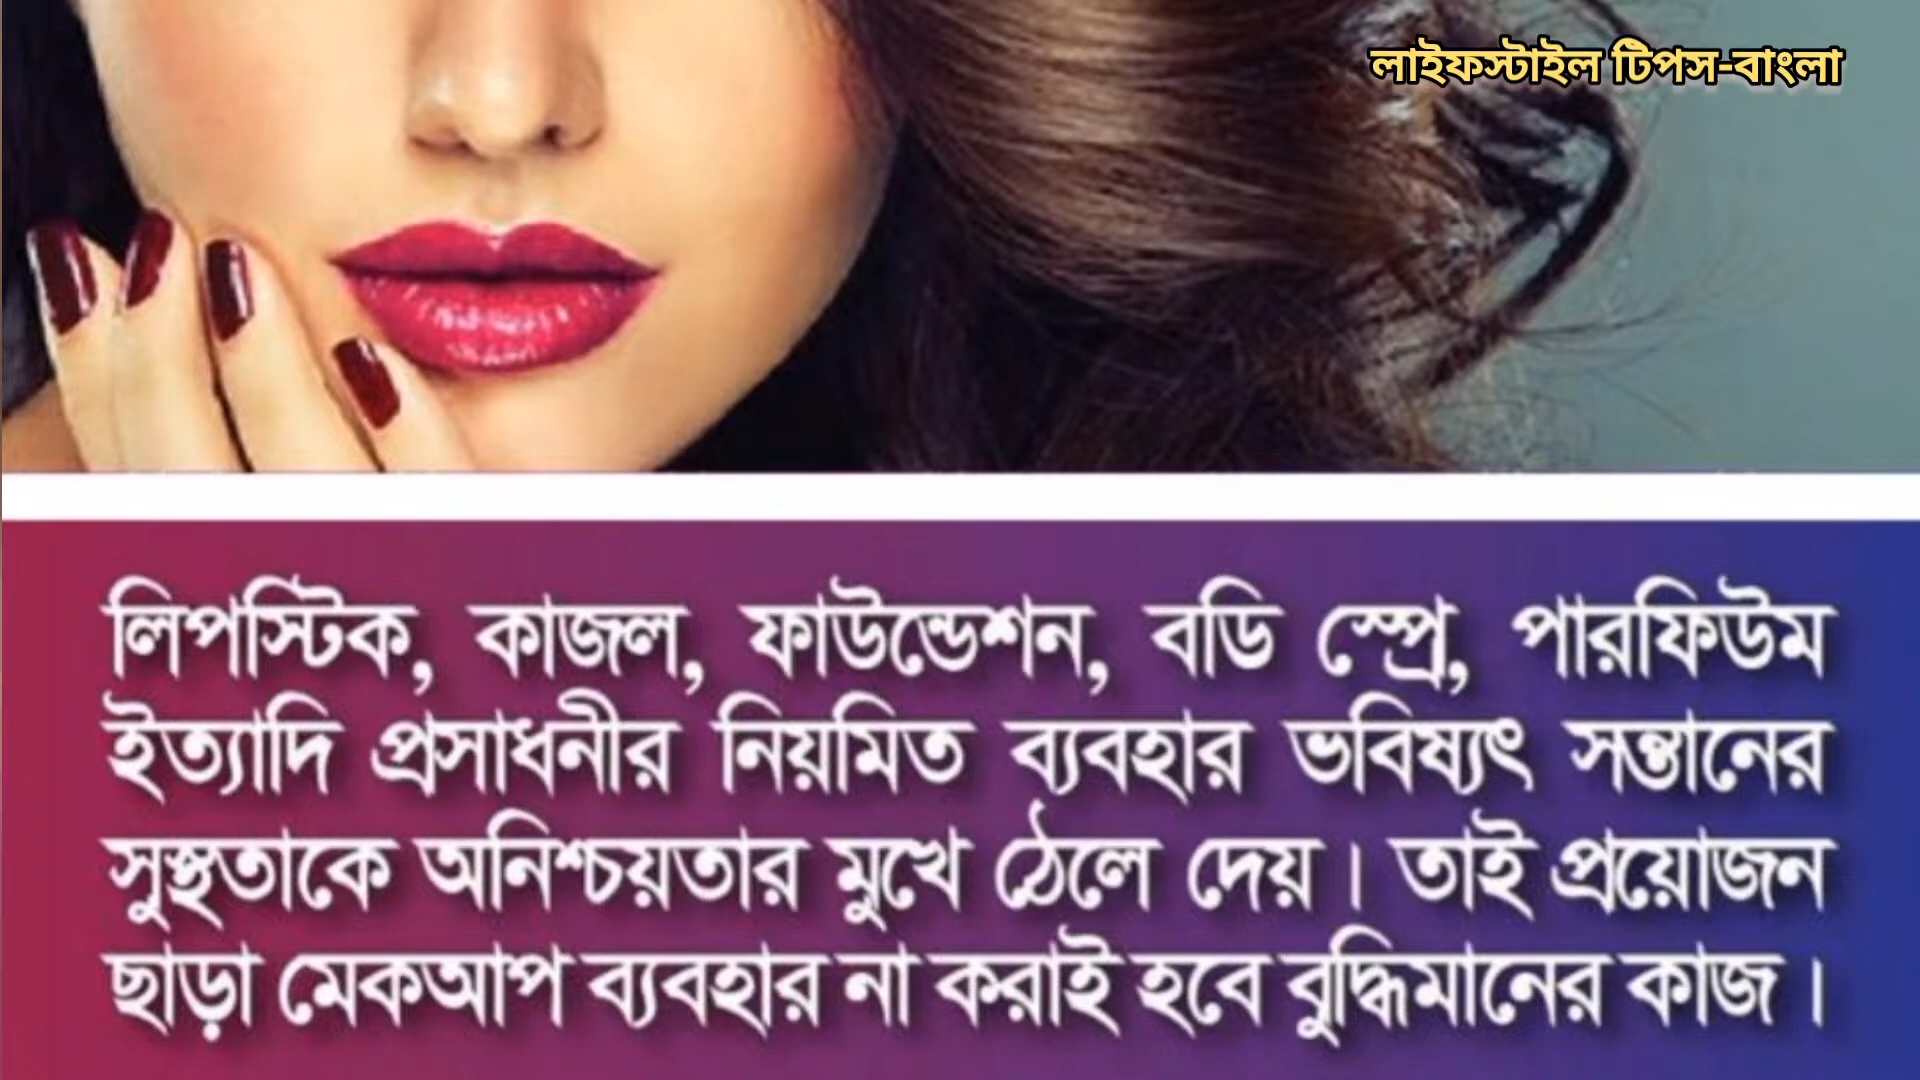 লাইফস্টাইল টিপস-বাংলা
লিপস্টিক, কাজল, ফাউন্ডেশন, বডি স্প্রে, পারফিউম
ইত্যাদি প্রসাধনীর নিয়মিত ব্যবহার ভবিষ্যৎ সন্তানের
সুস্থতাকে অনিশ্চয়তার মুখে ঠেলে দেয়। তাই প্রয়োজন
ছাড়া মেকআপ ব্যবহার না করাই হবে বুদ্ধিমানের কাজ।